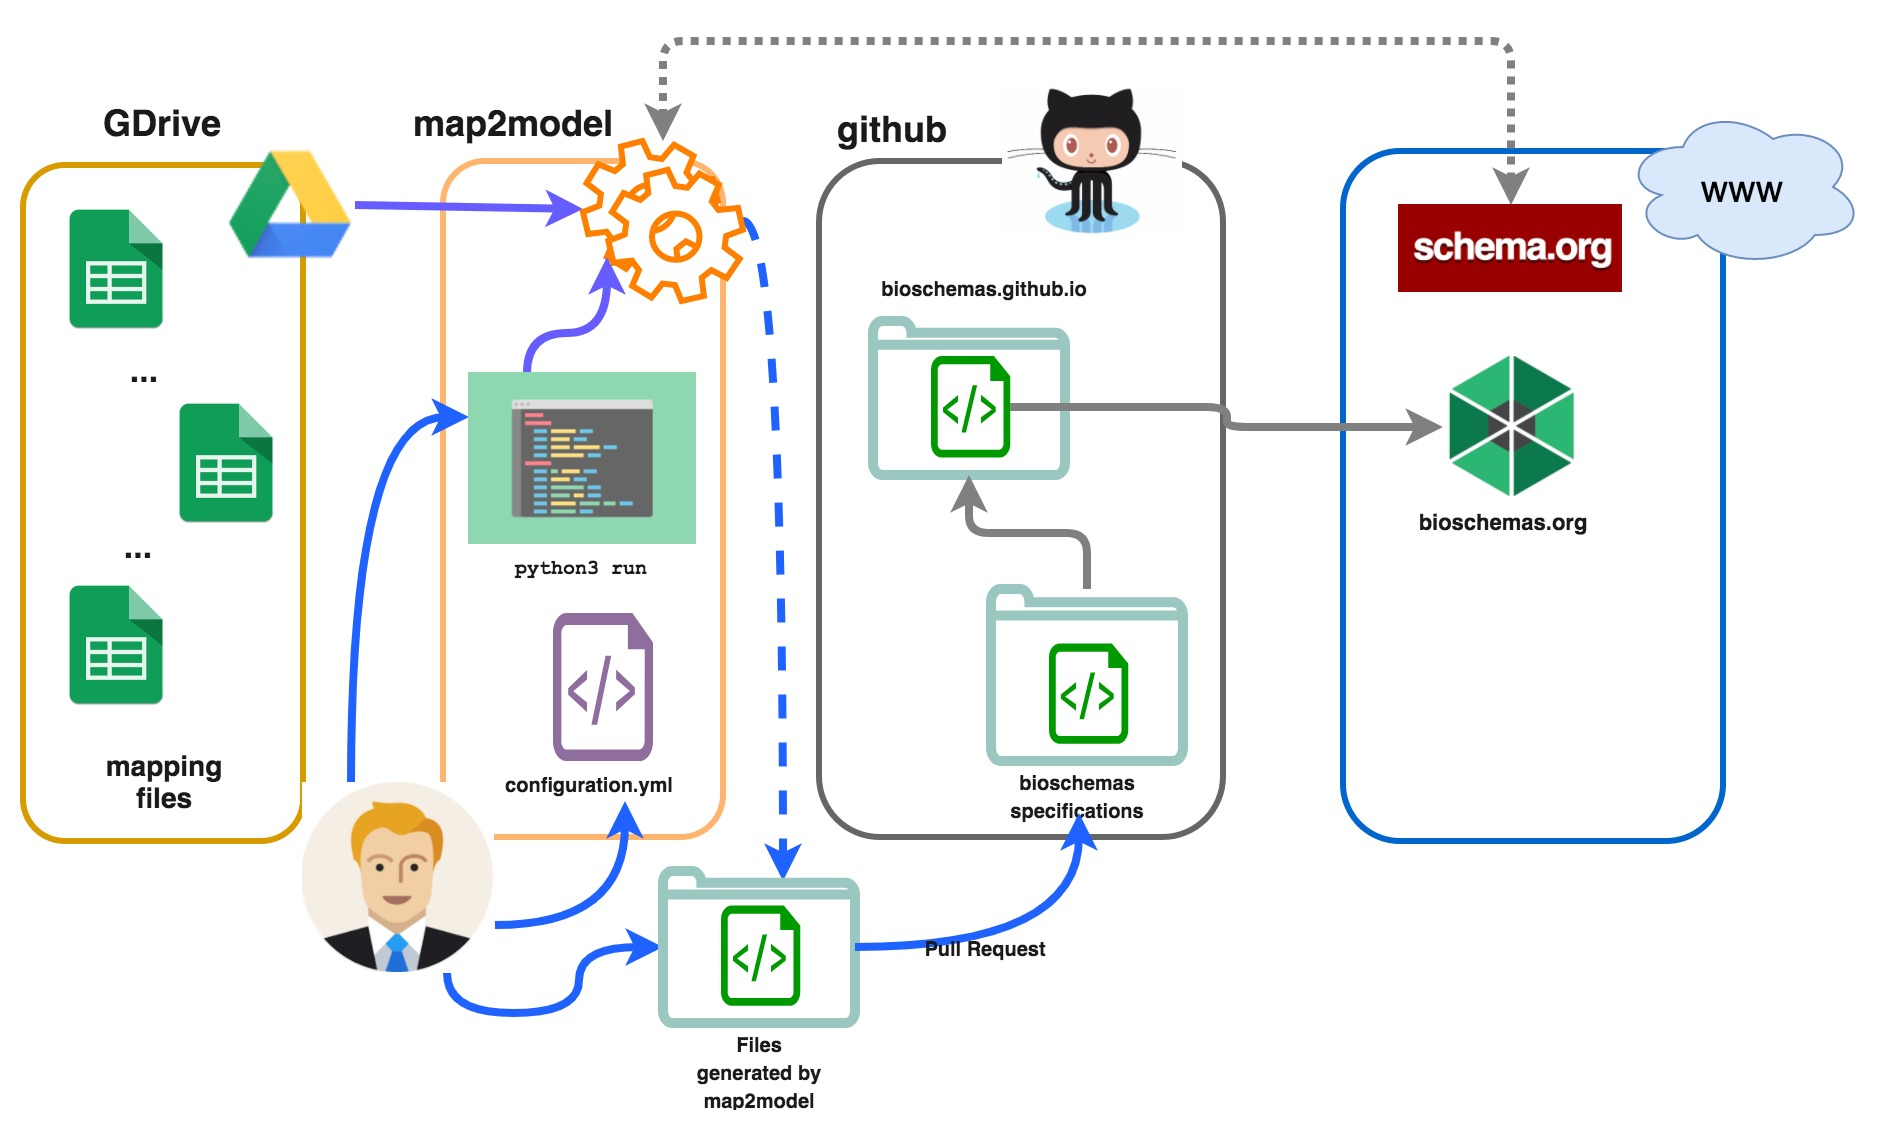 GDrive
map2model
github
www
schema.org
bioschemas.github.io
...
...
mapping
files
python3 run
</>
configuration.yml
</>
</>
bioschemas
specifications
bioschemas.org
</>
Pull Request
Files
generated by
map2model